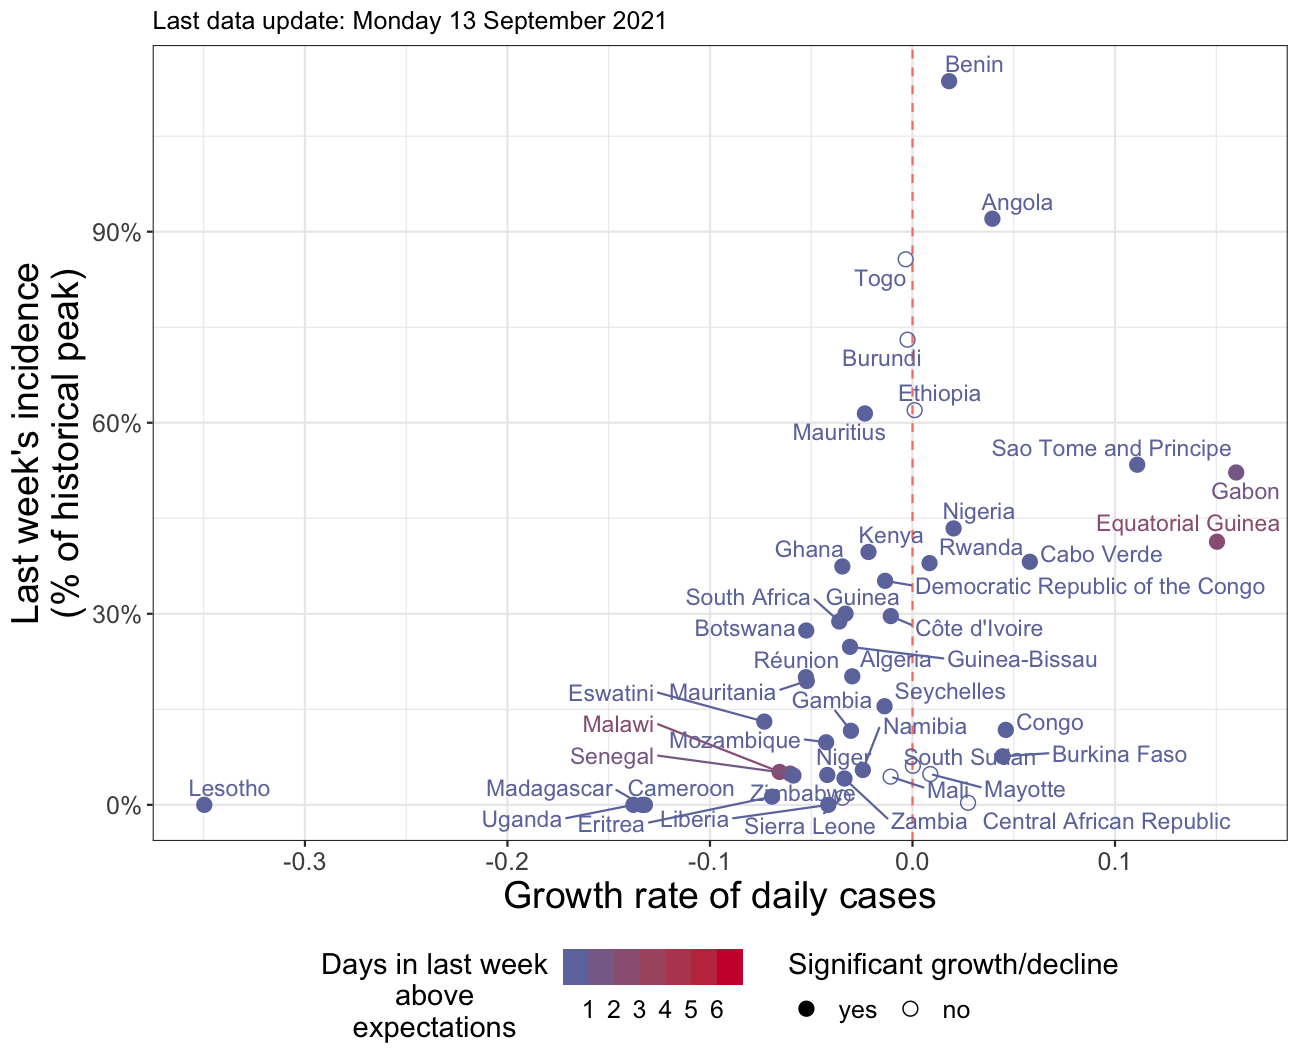 Last data update: Monday 13 September 2021
Last week's incidence
(% of historical peak)
90%
60%
30%
0%
Benin
Angola
Togo
Burundi
Ethiopia
Mauritius
Sao Tome and Principe
Gabon
Nigeria
Equatorial Guinea
Kenya
Ghana
Rwanda
Cabo Verde
Democratic Republic of the Congo
South Africa
Guinea
Botswana
Côte d'Ivoire
Réunion
Algeria
Guinea-Bissau
Eswatini
Mauritania
Gambia
Seychelles
Malawi
Mozambique
Namibia
Congo
Senegal
Niger
South Sudan
Burkina Faso
Lesotho
Madagascar
Cameroon
Zimbabwe
Mali
Mayotte
Uganda
Eritrea
Liberia
Sierra Leone
Zambia
Central African Republic
-0.3
-0.2
-0.1
0.0
0.1
Growth rate of daily cases
Days in last week
above
expectations
1 2 3 4 5 6
Significant growth/decline
yes
no